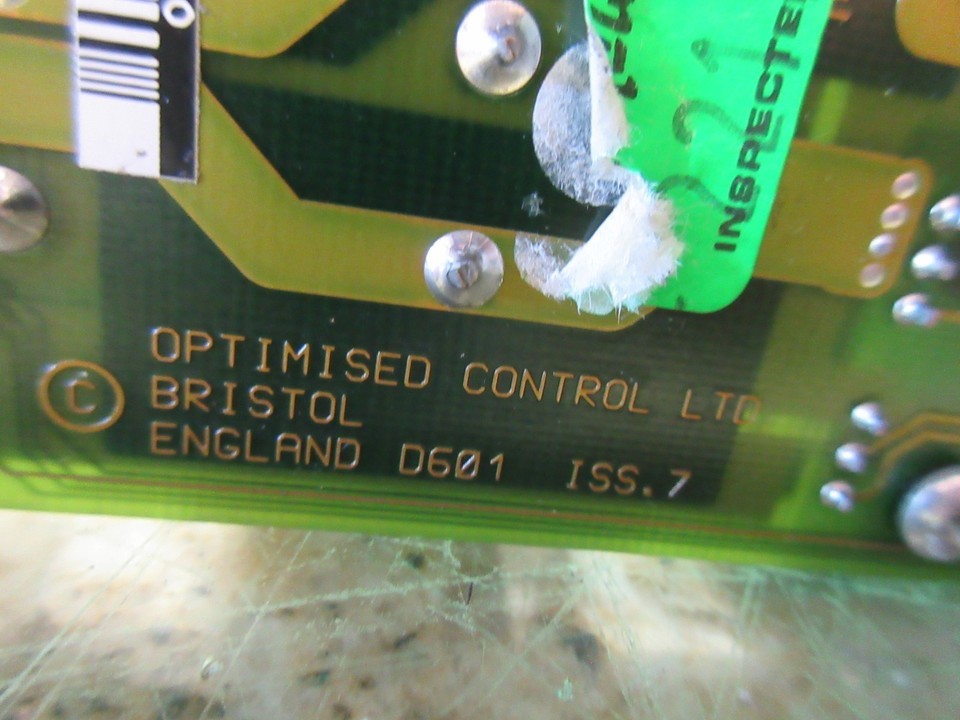 INSPECTED
© OPTIMISED CONTROL LTD
BRISTOL
ENGLAND D601 ISS.7